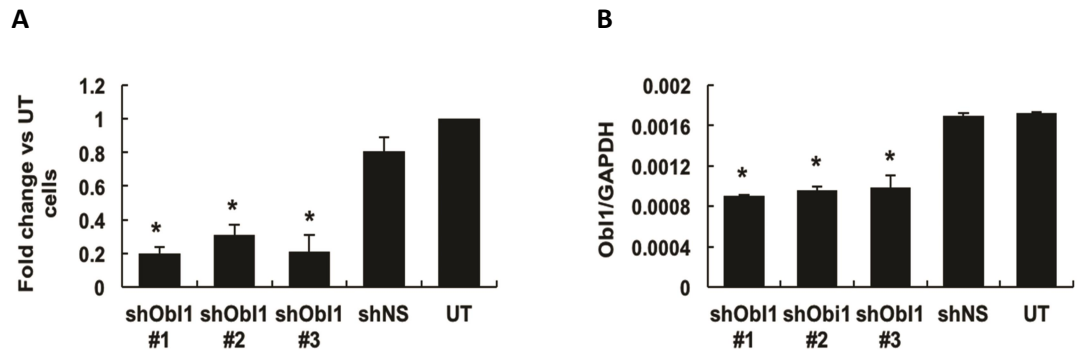 A
B
Fold change vs UT
cells
1.2
1
0.8
0.6
0.4
0.2
0
*
*
*
shObl1
#1
shObl1
#2
shObl1
#3
shNS
UT
Obl1/GAPDH
0.002
0.0016
0.0012
0.0008
0.0004
0
*
*
*
shObl1
#1
shObi1
#2
shObl1
#3
shNS
UT